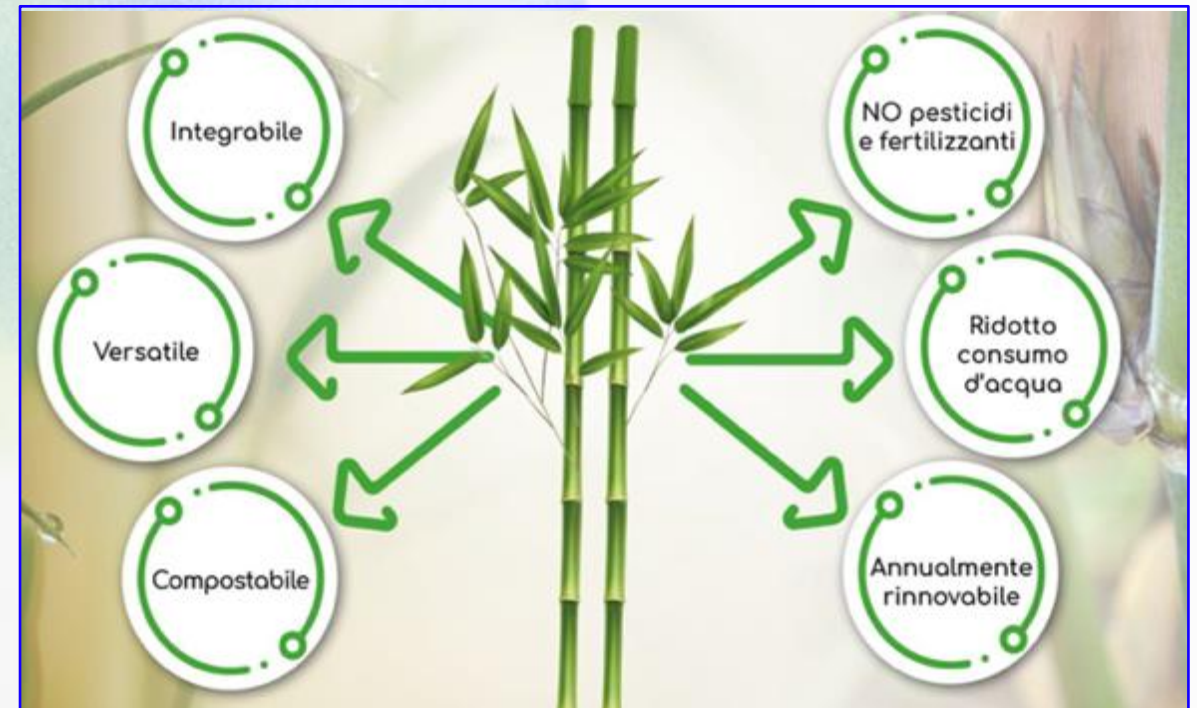 Integrabile
Versatile
Compostabile
NO pesticidi
e fertilizzanti
Ridotto
consumo
d'acqua
Annualmente
rinnovabile